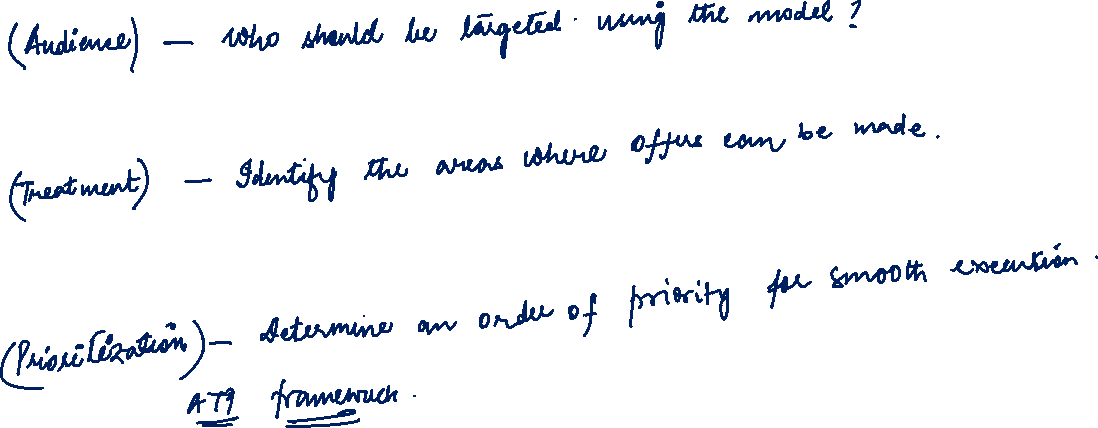 (Audience) — Who should be targeted using the model?
(Treatment) — Identify the areas where offers can be made.
(Prioritization) — Determine an order of priority for smooth execution.
ATP framework.